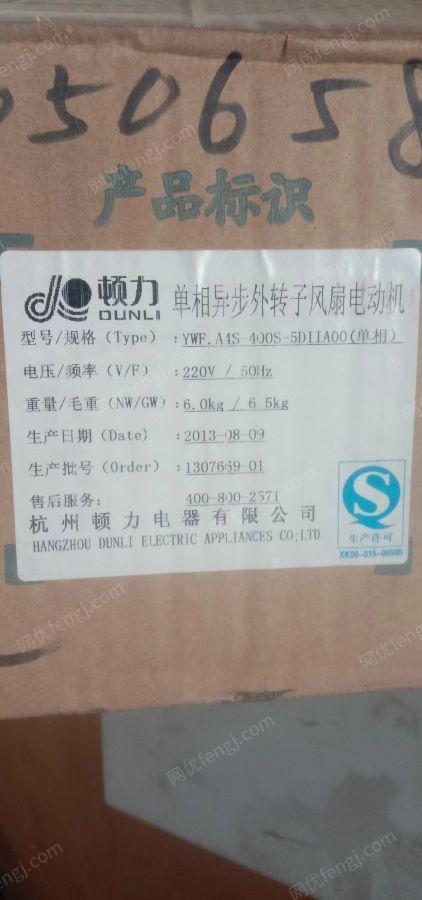 50658
产品标识
顿力
DUNLI
单相异步外转子风扇电动机
型号/规格（Type）：YWF.A4S-400S-5DIIA00(单相)
电压/频率（V/F）：220V / 50Hz
重量/毛重（NW/GW）：6.0kg / 6.5kg
生产日期（Date）：2013-08-09
生产批号（Order）：1307669-01
售后服务：400-800-2571
杭州顿力电器有限公司
HANGZHOU DUNLI ELECTRIC APPLIANCES CO;LTD
S
生产许可
XK06-015-00505
网优fengj.com